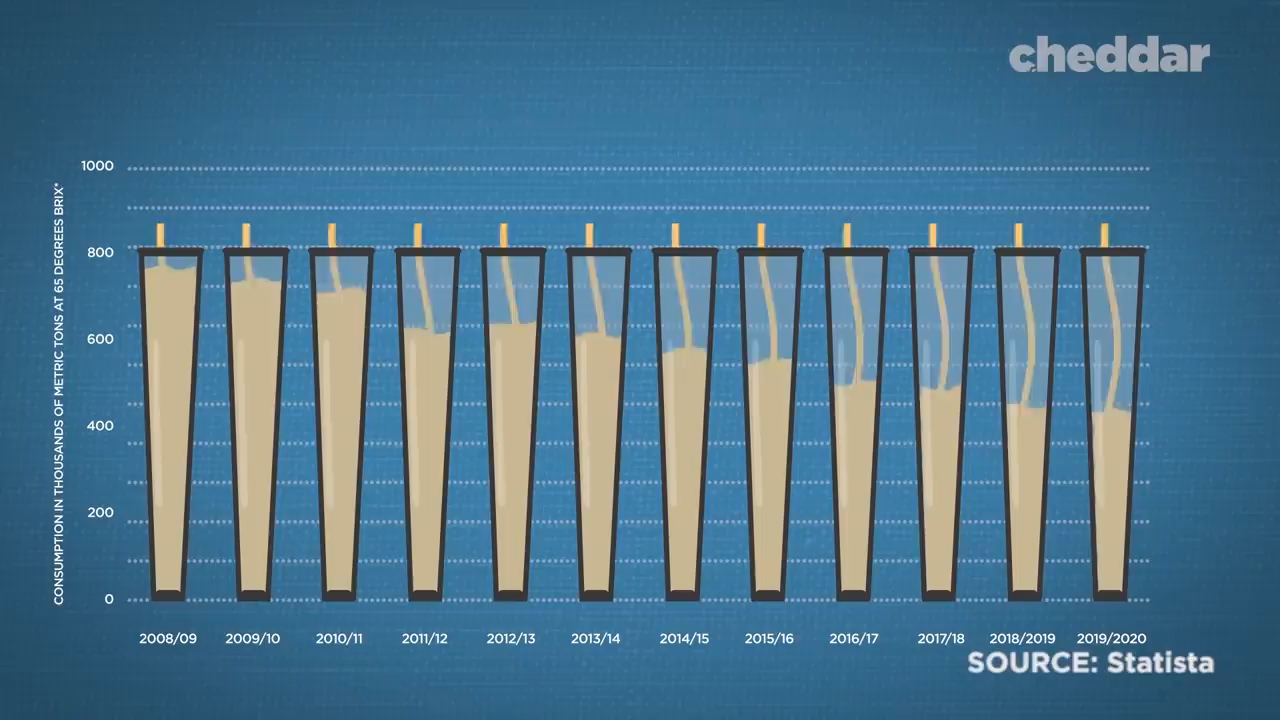 cheddar
1000
800
600
400
200
0
CONSUMPTION IN THOUSANDS OF METRIC TONS AT 65 DEGREES BRIX*
2008/09 2009/10 2010/11 2011/12 2012/13 2013/14 2014/15 2015/16 2016/17 2017/18 2018/2019 2019/2020
SOURCE: Statista